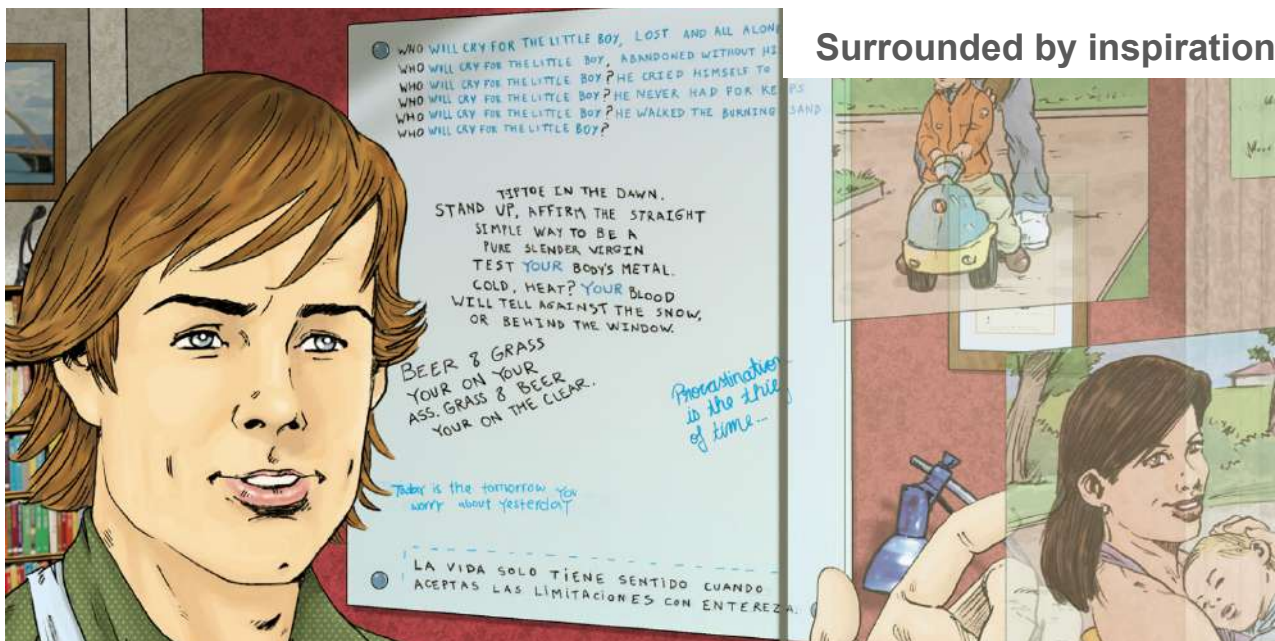 Surrounded by inspiration
WHO WILL CRY FOR THE LITTLE BOY, LOST AND ALL ALON
WHO WILL CRY FOR THE LITTLE BOY, ABANDONED WITHOUT HI
WHO WILL CRY FOR THE LITTLE BOY? HE CRIED HIMSELF TO
WHO WILL CRY FOR THE LITTLE BOY? HE NEVER HAD FOR KEEPS
WHO WILL CRY FOR THE LITTLE BOY? HE WALKED THE BURNING SAND
WHO WILL CRY FOR THE LITTLE BOY?
TIPTOE IN THE DAWN.
STAND UP, AFFIRM THE STRAIGHT
SIMPLE WAY TO BE A
PURE SLENDER VIRGIN
TEST YOUR BODY'S METAL.
COLD, HEAT? YOUR BLOOD
WILL TELL AGAINST THE SNOW,
OR BEHIND THE WINDOW.
BEER & GRASS
YOUR ON YOUR
ASS. GRASS & BEER
YOUR ON THE CLEAR.
Procastination
is the thie
of time...
Today is the tomorrow you
worry about yesterday
LA VIDA SOLO TIENE SENTIDO CUANDO
ACEPTAS LAS LIMITACIONES CON ENTEREZA.